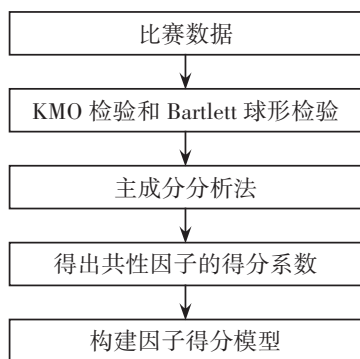 比赛数据
KMO 检验和 Bartlett 球形检验
主成分分析法
得出共性因子的得分系数
构建因子得分模型